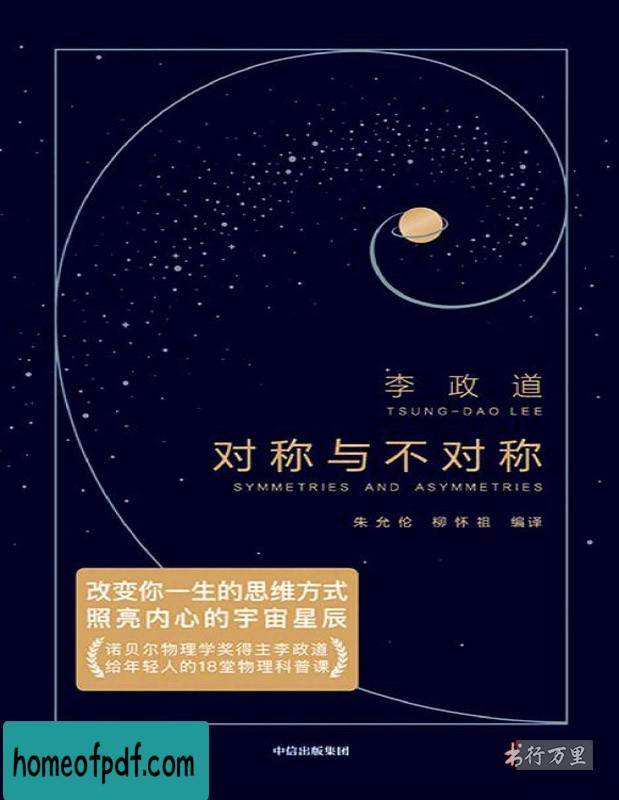 李政道
TSUNG-DAO LEE
对称与不对称
SYMMETRIES AND ASYMMETRIES
朱允伦 柳怀祖 编译
改变你一生的思维方式
照亮内心的宇宙星辰
诺贝尔物理学奖得主李政道
给年轻人的18堂物理科普课
中信出版集团
书行万里
homeofpdf.com